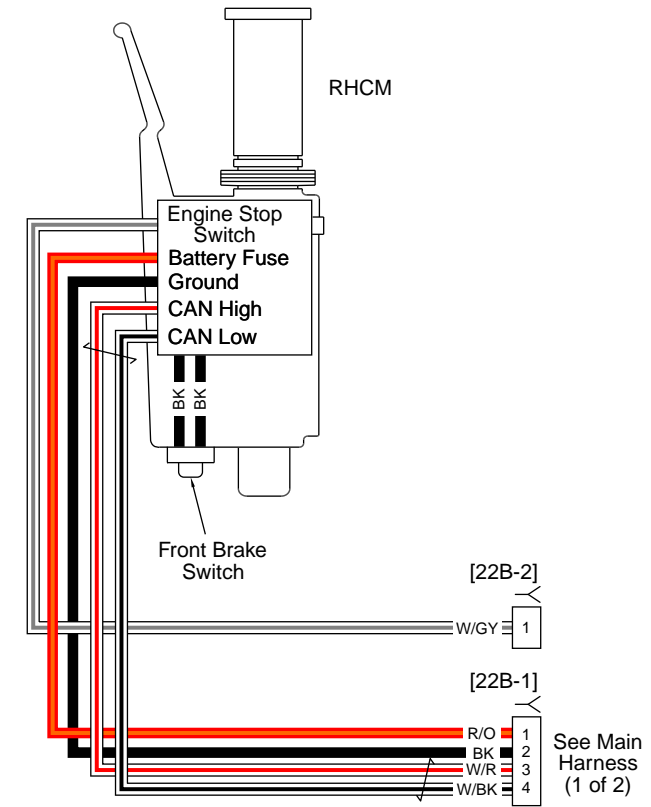 RHCM
Engine Stop
Switch
Battery Fuse
Ground
CAN High
CAN Low
BK
BK
Front Brake
Switch
[22B-2]
W/GY
1
[22B-1]
R/O
1
BK
2
W/R
3
W/BK
4
See Main
Harness
(1 of 2)